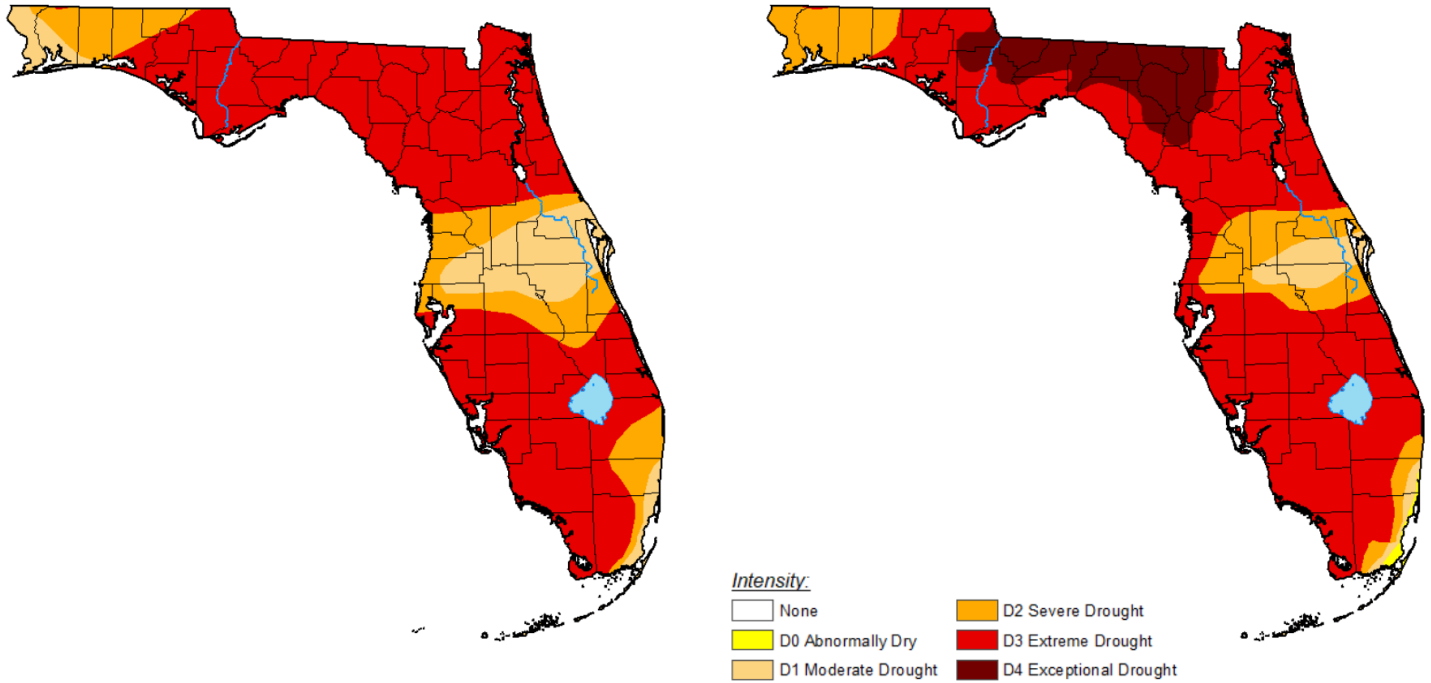 Intensity:
None
D0 Abnormally Dry
D1 Moderate Drought
D2 Severe Drought
D3 Extreme Drought
D4 Exceptional Drought